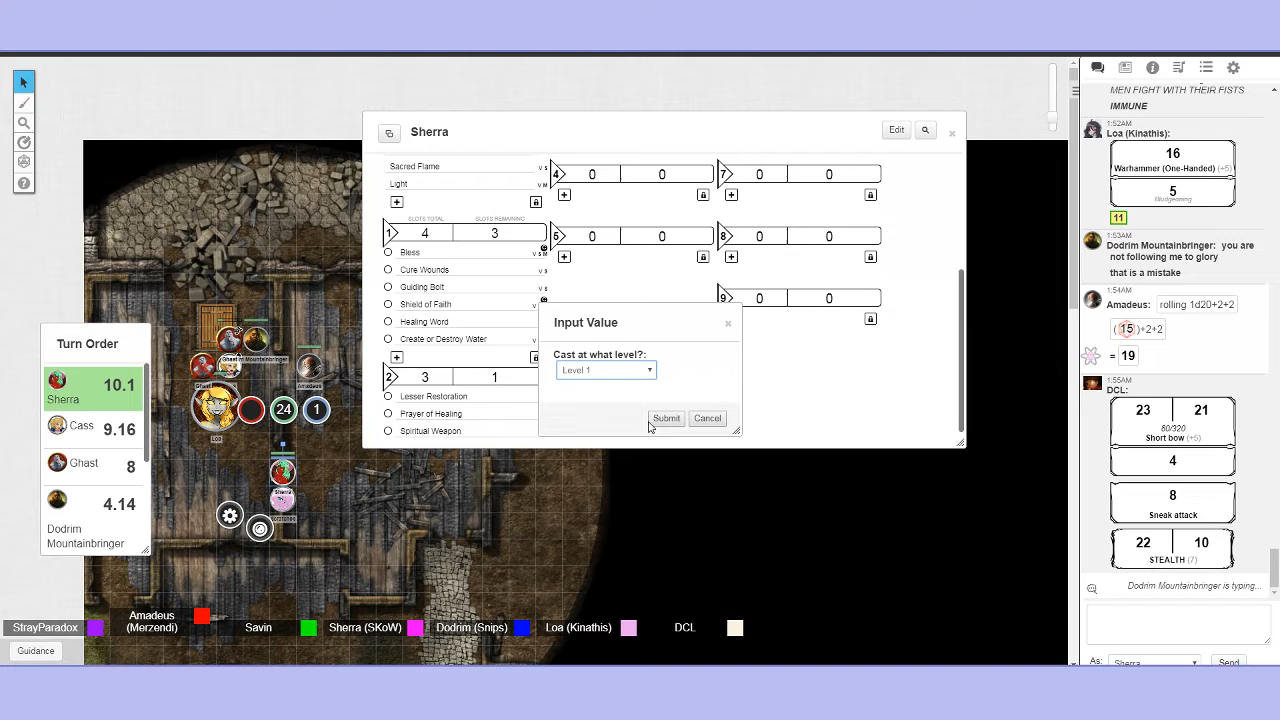 Sherra
Edit
Sacred Flame
V S
Light
V M
SLOTS TOTAL
SLOTS REMAINING
1
4
3
Bless
V S M
Cure Wounds
V S
Guiding Bolt
V S
Shield of Faith
V
Healing Word
Create or Destroy Water
2
3
1
Lesser Restoration
Prayer of Healing
Spiritual Weapon
4 0 0
7 0 0
5 0 0
8 0 0
9 0 0
Input Value
Cast at what level?:
Level 1
Submit
Cancel
Turn Order
Sherra
10.1
Cass
9.16
Ghast
8
4.14
Dodrim
Mountainbringer
Amadeus
24
1
Loa
Sherra
StrayParadox
Amadeus
(Merzendi)
Savin
Sherra (SKoW)
Dodrim (Snips)
Loa (Kinathis)
DCL
Guidance
MEN FIGHT WITH THEIR FISTS
IMMUNE
1:52AM
Loa (Kinathis):
16
Warhammer (One-Handed) (+5)
5
Bludgeoning
11
1:53AM
Dodrim Mountainbringer: you are
not following me to glory
that is a mistake
1:54AM
Amadeus: rolling 1d20+2+2
(15)+2+2
= 19
1:55AM
DCL:
23 21
80/320
Short bow (+5)
4
8
Sneak attack
22 10
STEALTH (7)
Dodrim Mountainbringer is typing...
As:
Sherra
Send